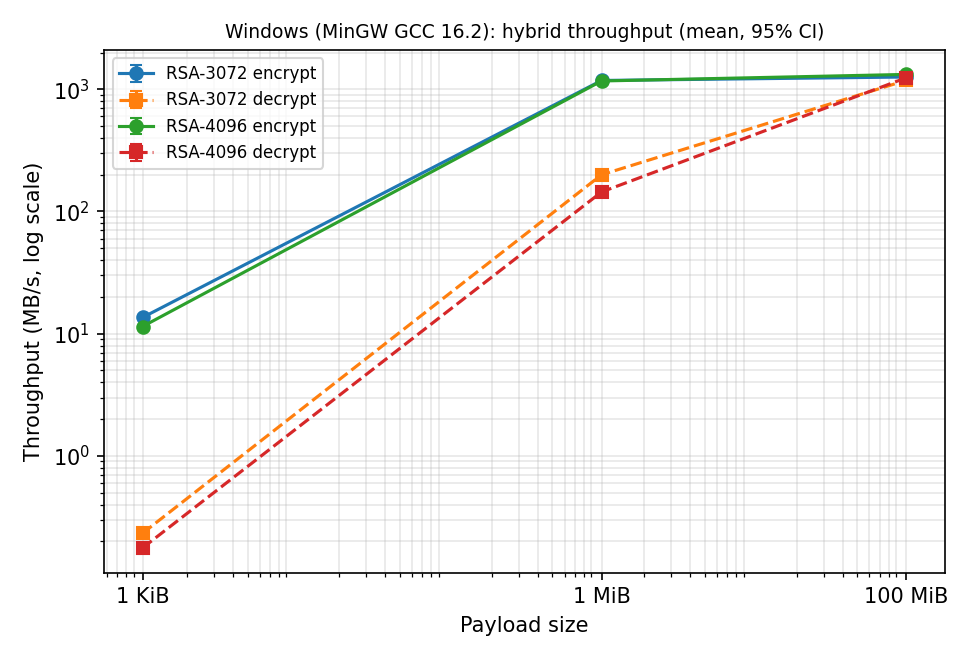 Windows (MinGW GCC 16.2): hybrid throughput (mean, 95% CI)
RSA-3072 encrypt
RSA-3072 decrypt
RSA-4096 encrypt
RSA-4096 decrypt
Throughput (MB/s, log scale)
10³
10²
10¹
10⁰
1 KiB
1 MiB
100 MiB
Payload size